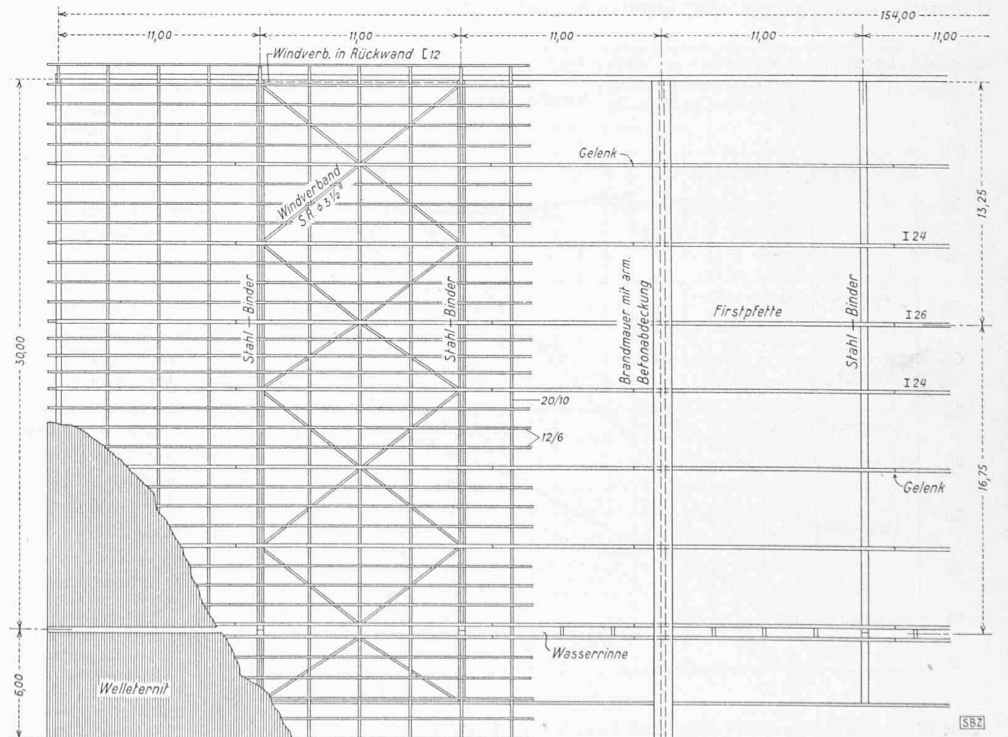 154,00
11,00
11,00
11,00
11,00
11,00
Windverb. in Rückwand [12
Gelenk
Windverband
S.R. ϕ 3 1/2"
13,25
I 24
Stahl – Binder
Stahl – Binder
Brandmauer mit arm.
Betonabdeckung
Firstpfette
Stahl – Binder
I 26
30,00
I 24
20/10
12/6
Gelenk
16,75
Wasserrinne
6,00
Welleternit
SBZ